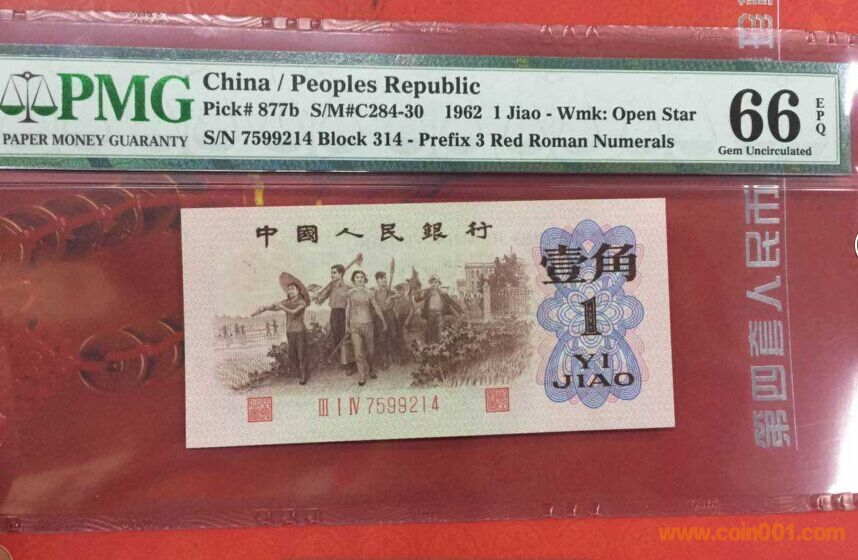 PMG
PAPER MONEY GUARANTY
China / Peoples Republic
Pick# 877b S/M#C284-30 1962 1 Jiao - Wmk: Open Star
S/N 7599214 Block 314 - Prefix 3 Red Roman Numerals
66 EPQ
Gem Uncirculated
中國人民銀行
壹角
1
YI
JIAO
III I IV 7599214
第四套人民币
www.coin001.com